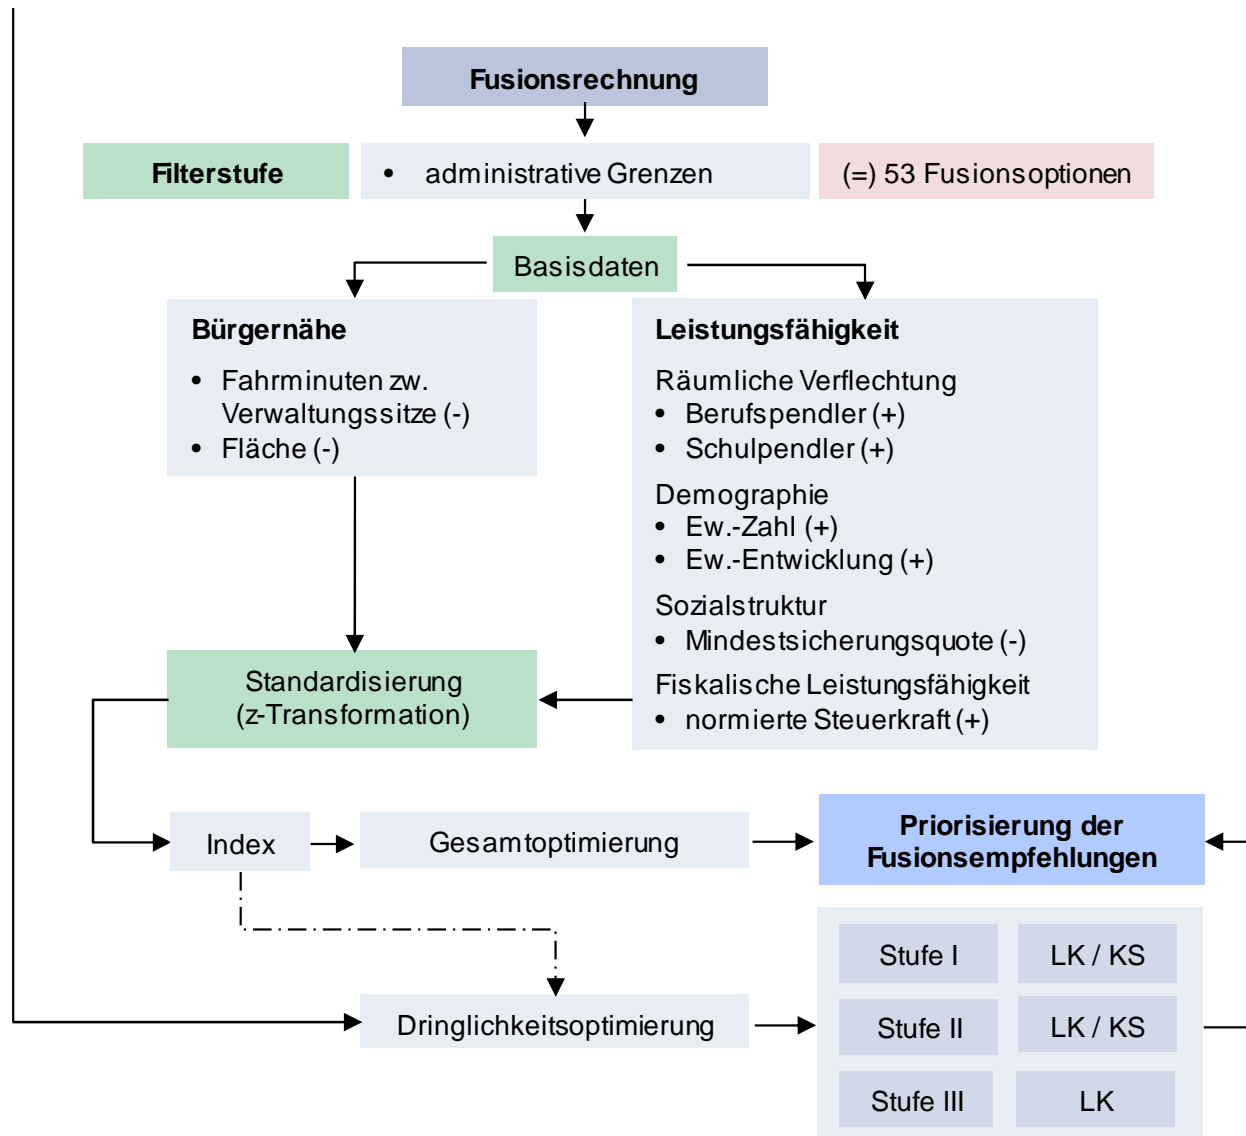 Fusionsrechnung
Filterstufe
• administrative Grenzen
(=) 53 Fusionsoptionen
Basisdaten
Bürgernähe
• Fahrminuten zw.
Verwaltungssitze (-)
• Fläche (-)
Leistungsfähigkeit
Räumliche Verflechtung
• Berufspendler (+)
• Schulpendler (+)
Demographie
• Ew.-Zahl (+)
• Ew.-Entwicklung (+)
Sozialstruktur
• Mindestsicherungsquote (-)
Fiskalische Leistungsfähigkeit
• normierte Steuerkraft (+)
Standardisierung
(z-Transformation)
Index
Gesamtoptimierung
Priorisierung der
Fusionsempfehlungen
Stufe I
LK / KS
Dringlichkeitsoptimierung
Stufe II
LK / KS
Stufe III
LK